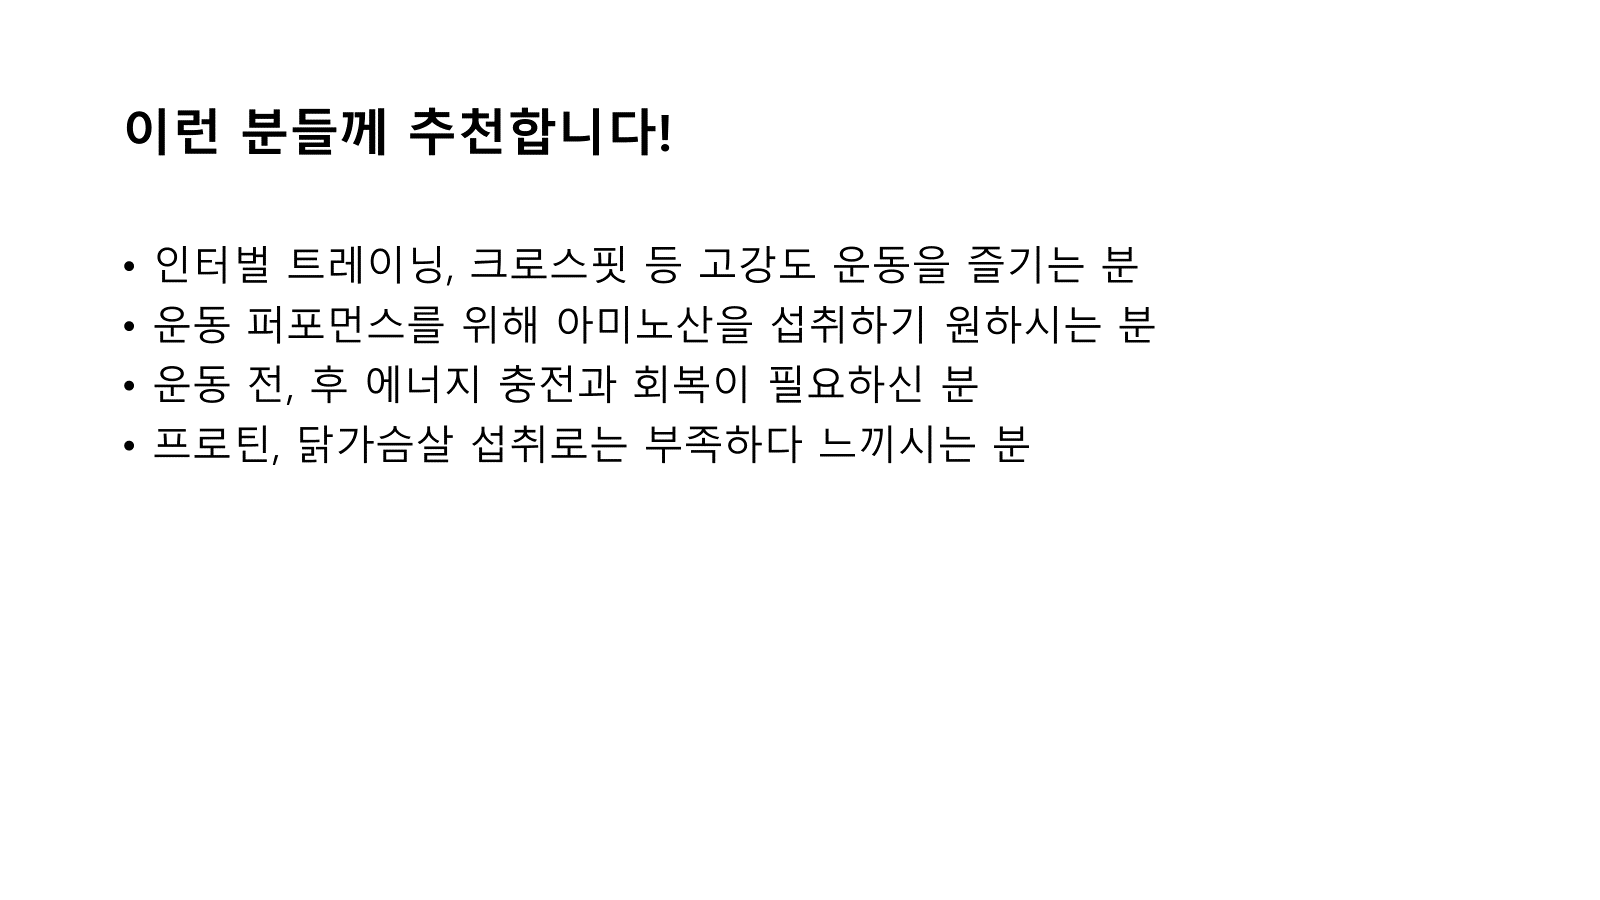 이런 분들께 추천합니다!
• 인터벌 트레이닝, 크로스핏 등 고강도 운동을 즐기는 분
• 운동 퍼포먼스를 위해 아미노산을 섭취하기 원하시는 분
• 운동 전, 후 에너지 충전과 회복이 필요하신 분
• 프로틴, 닭가슴살 섭취로는 부족하다 느끼시는 분